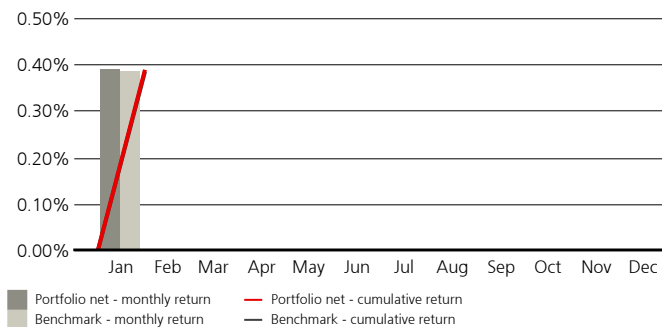 0.50%
0.40%
0.30%
0.20%
0.10%
0.00%
Jan Feb Mar Apr May Jun Jul Aug Sep Oct Nov Dec
Portfolio net - monthly return Portfolio net - cumulative return
Benchmark - monthly return Benchmark - cumulative return